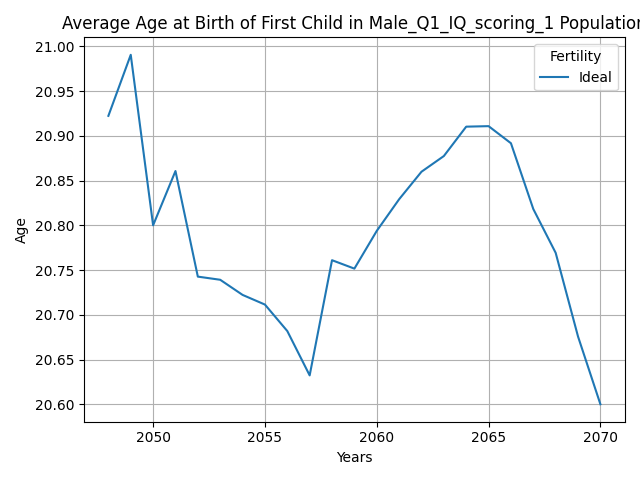 Average Age at Birth of First Child in Male_Q1_IQ_scoring_1 Population
21.00
20.95
20.90
20.85
20.80
20.75
20.70
20.65
20.60
Age
Fertility
Ideal
2050 2055 2060 2065 2070
Years